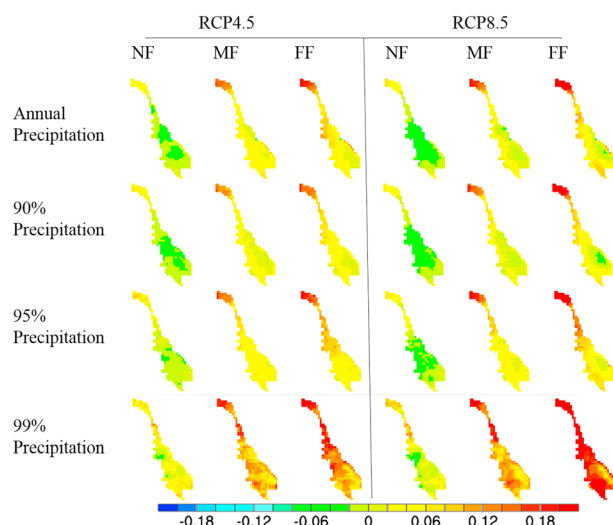 RCP4.5 RCP8.5
NF MF FF NF MF FF
Annual
Precipitation
90%
Precipitation
95%
Precipitation
99%
Precipitation
-0.18 -0.12 -0.06 0 0.06 0.12 0.18